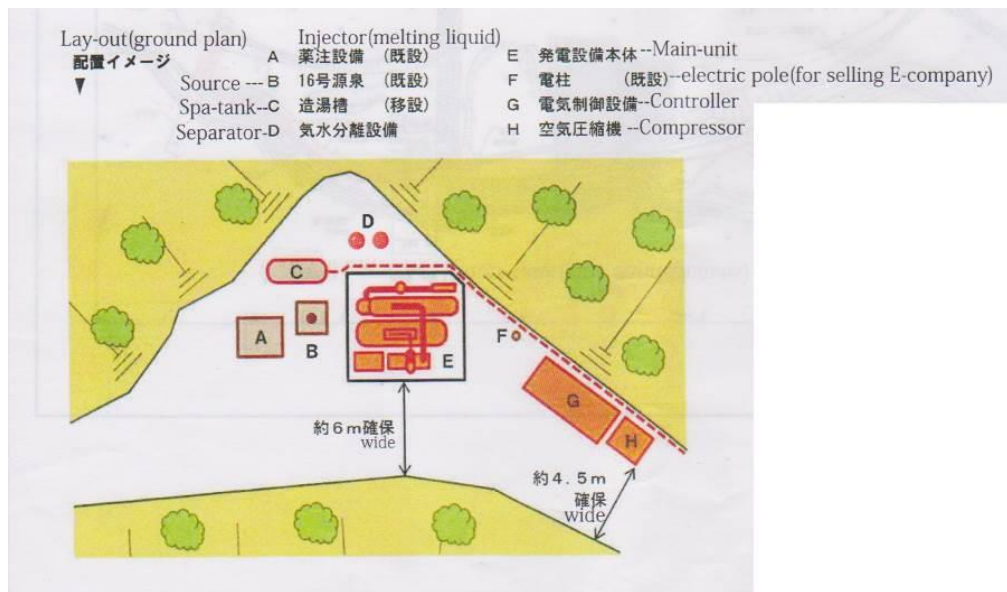 Lay-out(ground plan)
配置イメージ
▼
Injector(melting liquid)
A 薬注設備 (既設)
Source --- B 16号源泉 (既設)
Spa-tank--C 造湯槽 (移設)
Separator-D 気水分離設備
E 発電設備本体--Main-unit
F 電柱 (既設)--electric pole(for selling E-company)
G 電気制御設備--Controller
H 空気圧縮機--Compressor
D
C
A
B
E
F
G
H
約6m確保
wide
約4.5m
確保
wide